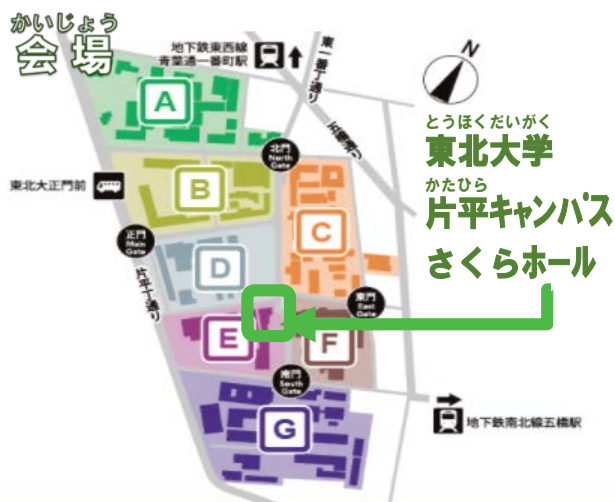 かいじょう
会場
地下鉄東西線
青葉通一番町駅
東一番丁通り
N
五橋通り
A
とうほくだいがく
東北大学
かたひら
片平キャンパス
さくらホール
北門
North
Gate
東北大正門前
B
C
正門
Main
Gate
片平丁通り
D
東門
East
Gate
E
F
南門
South
Gate
G
地下鉄南北線五橋駅